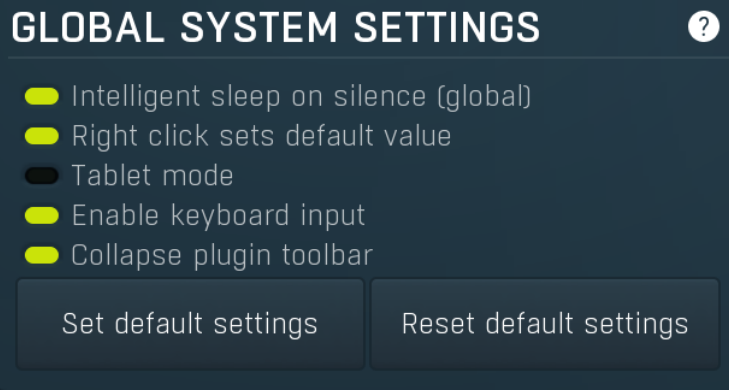 GLOBAL SYSTEM SETTINGS ?
Intelligent sleep on silence (global)
Right click sets default value
Tablet mode
Enable keyboard input
Collapse plugin toolbar
Set default settings Reset default settings